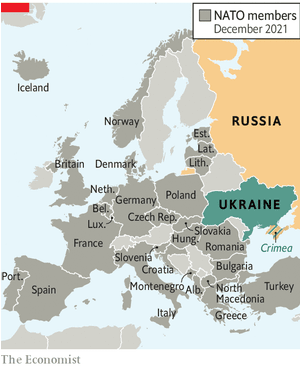 NATO members
December 2021
Iceland
Norway
RUSSIA
Est.
Lat.
Lith.
Britain
Denmark
Neth.
Germany
Poland
UKRAINE
Bel.
Czech Rep.
Lux.
Slovakia
France
Hung.
Romania
Crimea
Slovenia
Croatia
Bulgaria
Port.
Spain
Montenegro
Alb.
North
Macedonia
Turkey
Italy
Greece
The Economist